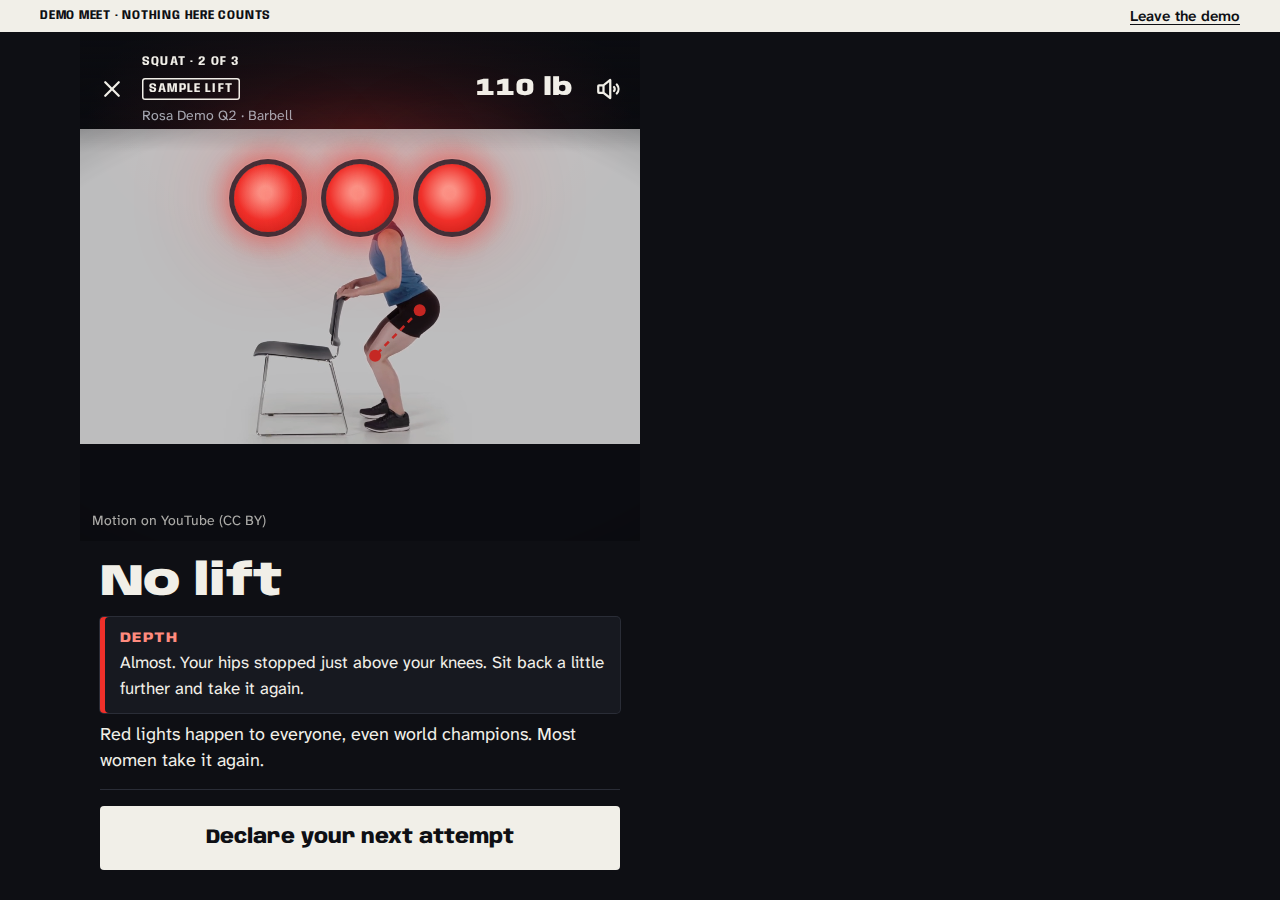 DEMO MEET · NOTHING HERE COUNTS
Leave the demo
SQUAT · 2 OF 3
SAMPLE LIFT
Rosa Demo Q2 · Barbell
110 lb
Motion on YouTube (CC BY)
No lift
DEPTH
Almost. Your hips stopped just above your knees. Sit back a little
further and take it again.
Red lights happen to everyone, even world champions. Most
women take it again.
Declare your next attempt